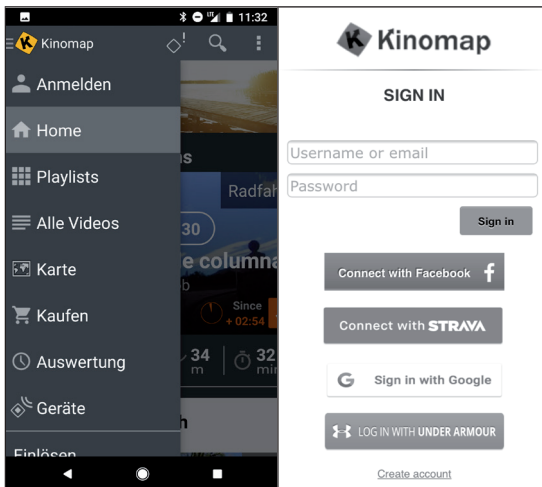 LTE 11:32
Kinomap
Anmelden
Home
Playlists
Alle Videos
Karte
Kaufen
Auswertung
Geräte
Einlösen
Radfah
30
e columna
b
Since
+ 02:54
34
m
32
min
h
Kinomap
SIGN IN
Username or email
Password
Sign in
Connect with Facebook f
Connect with STRAVA
G Sign in with Google
LOG IN WITH UNDER ARMOUR
Create account